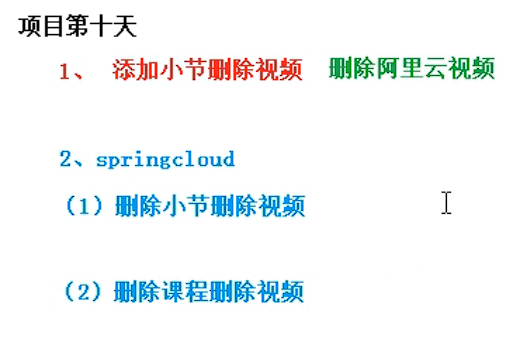 项目第十天
1、 添加小节删除视频 删除阿里云视频
2、springcloud
（1）删除小节删除视频
（2）删除课程删除视频